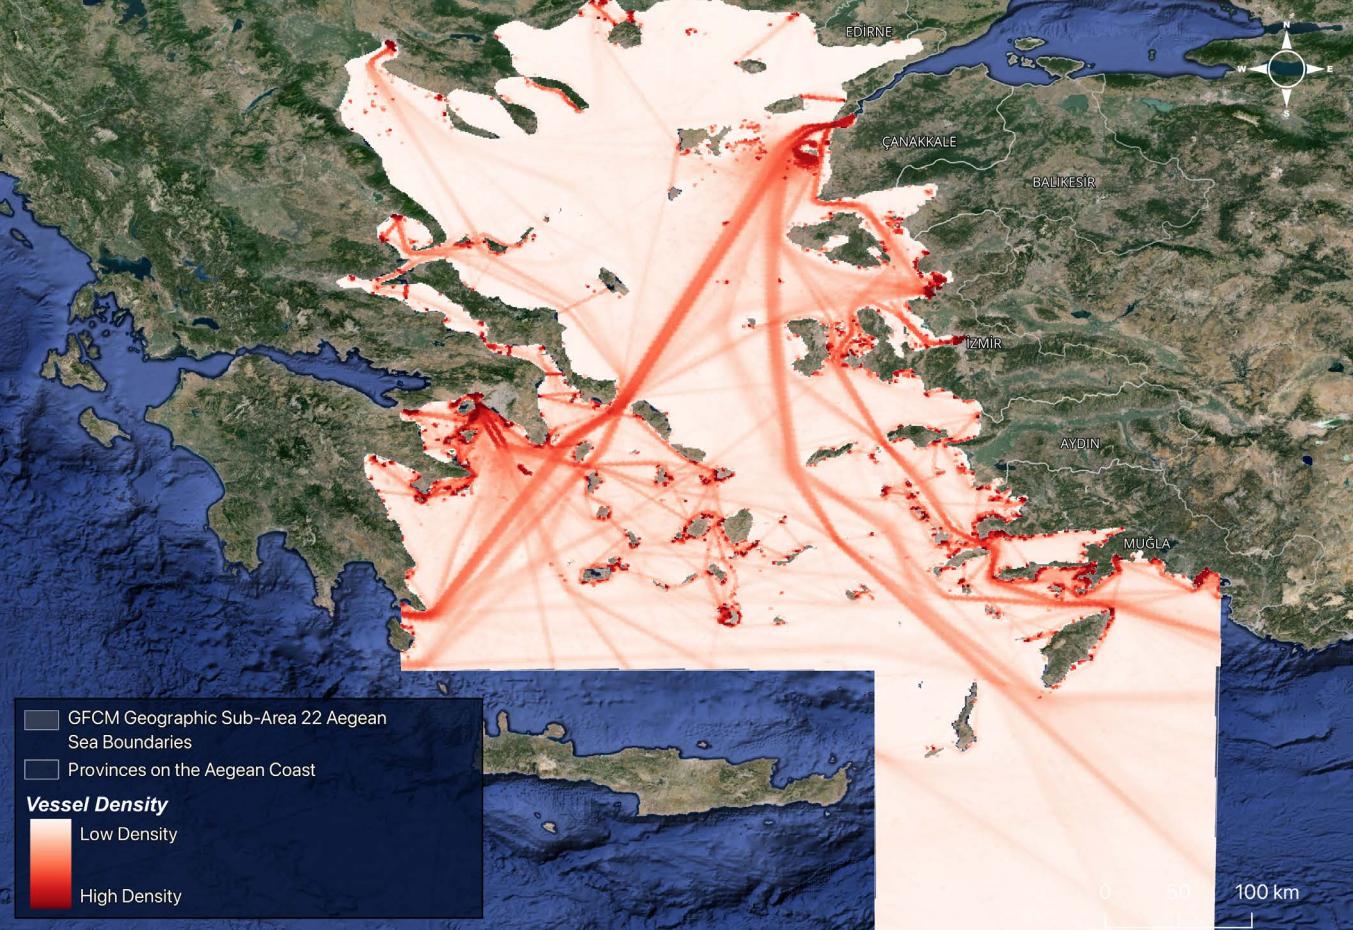 EDİRNE
N
W
E
S
ÇANAKKALE
BALIKESİR
İZMİR
AYDIN
MUĞLA
GFCM Geographic Sub-Area 22 Aegean
Sea Boundaries
Provinces on the Aegean Coast
Vessel Density
Low Density
High Density
0 50 100 km